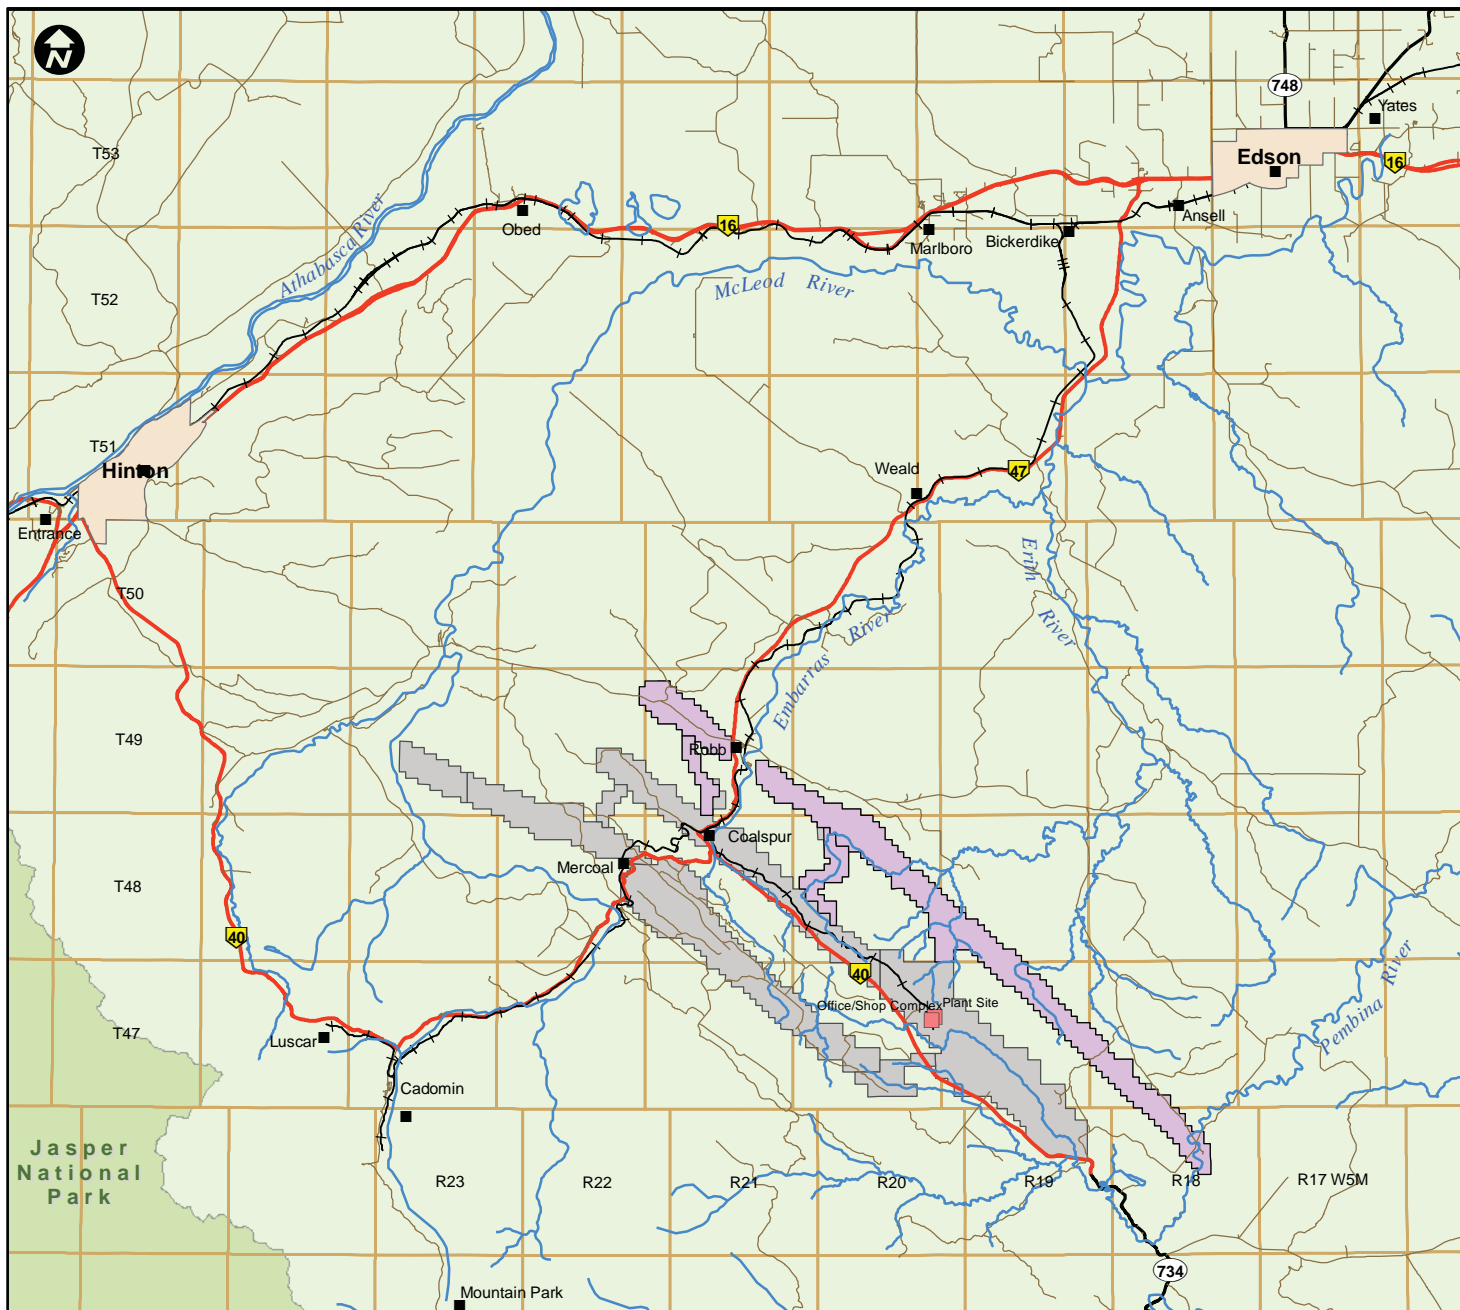 N
748
Yates
T53
Edson
16
Ansell
Obed
16
Marlboro
Bickerdike
Athabasca River
McLeod River
T52
T51
Hinton
Weald
47
Entrance
Erith River
T50
Embarras River
T49
Robb
Coalspur
Mercoal
T48
40
40
Pembina River
Office/Shop Complex
Plant Site
T47
Luscar
Cadomin
Jasper
National
Park
R23
R22
R21
R20
R19
R18
R17 W5M
734
Mountain Park